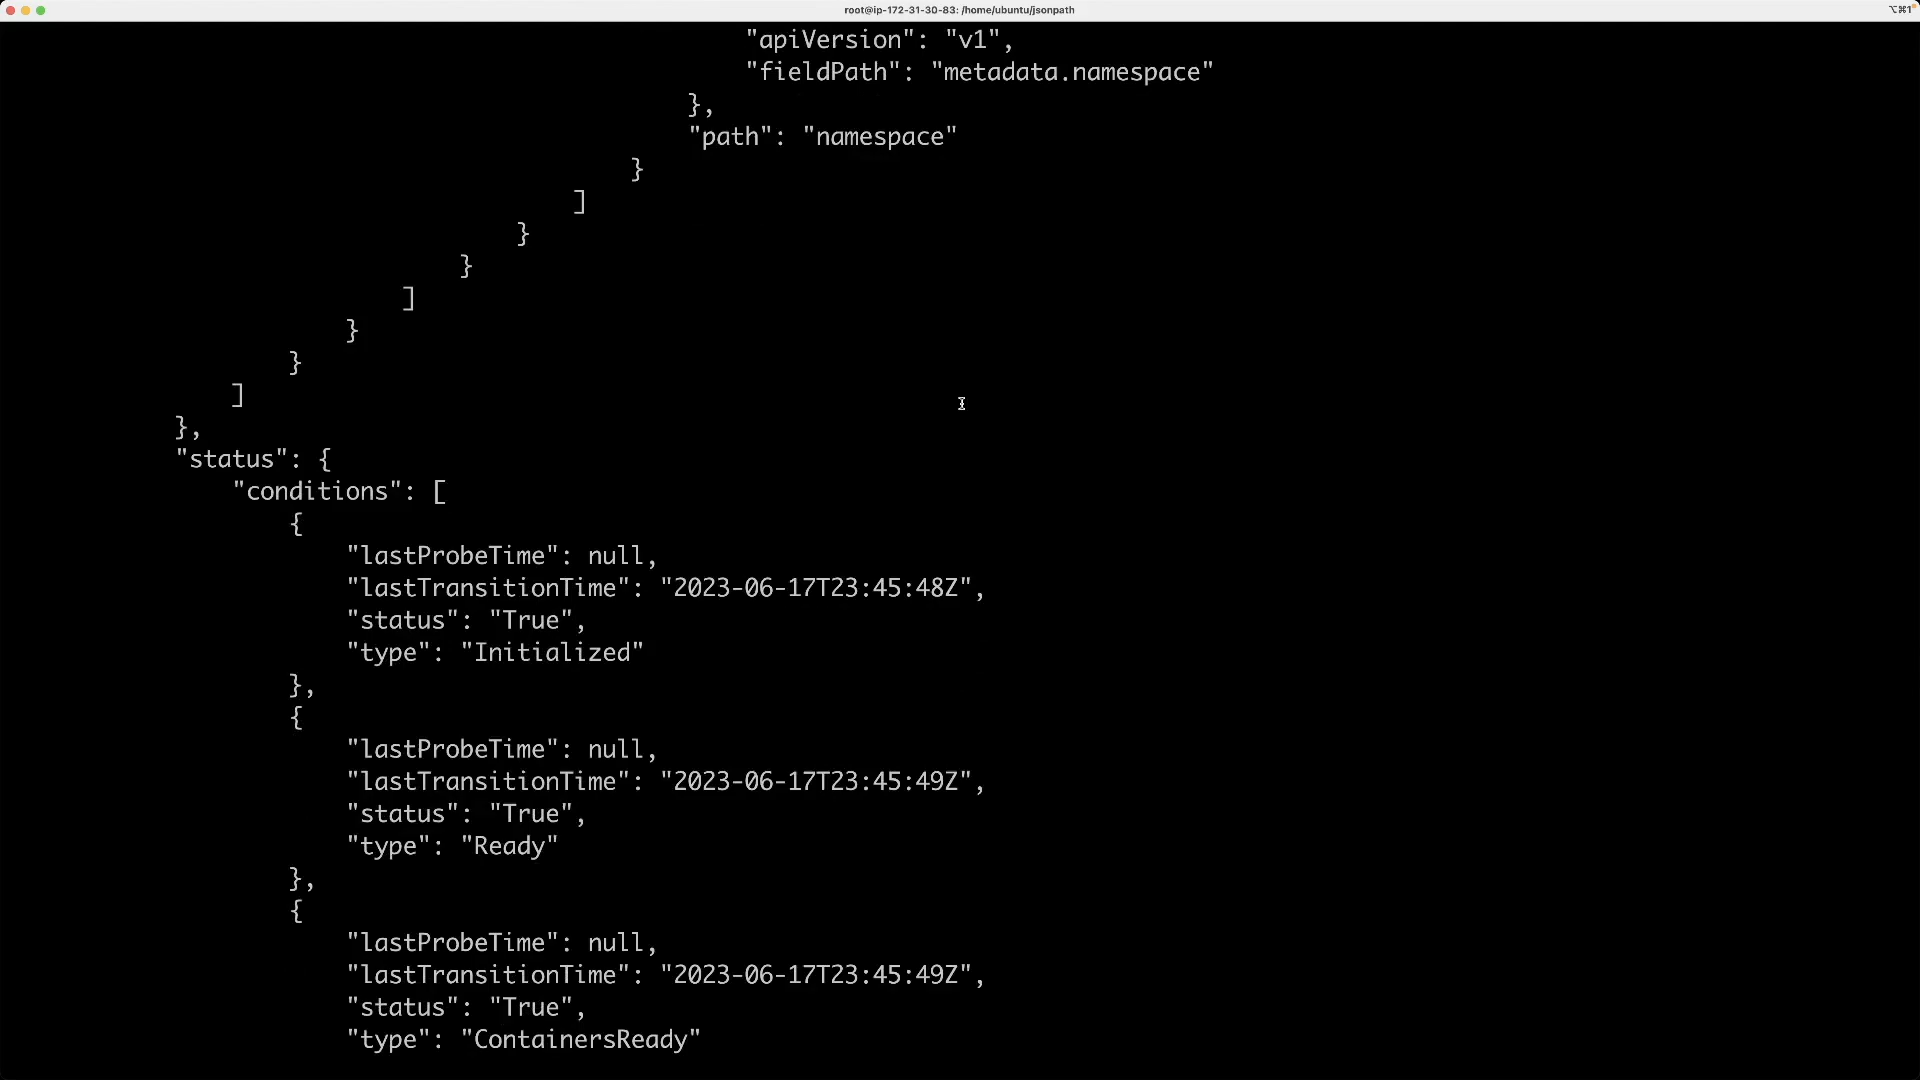 root@ip-172-31-30-83: /home/ubuntu/jsonpath
⌥⌘1
"apiVersion": "v1",
"fieldPath": "metadata.namespace"
},
"path": "namespace"
}
]
}
}
]
}
}
]
},
"status": {
"conditions": [
{
"lastProbeTime": null,
"lastTransitionTime": "2023-06-17T23:45:48Z",
"status": "True",
"type": "Initialized"
},
{
"lastProbeTime": null,
"lastTransitionTime": "2023-06-17T23:45:49Z",
"status": "True",
"type": "Ready"
},
{
"lastProbeTime": null,
"lastTransitionTime": "2023-06-17T23:45:49Z",
"status": "True",
"type": "ContainersReady"